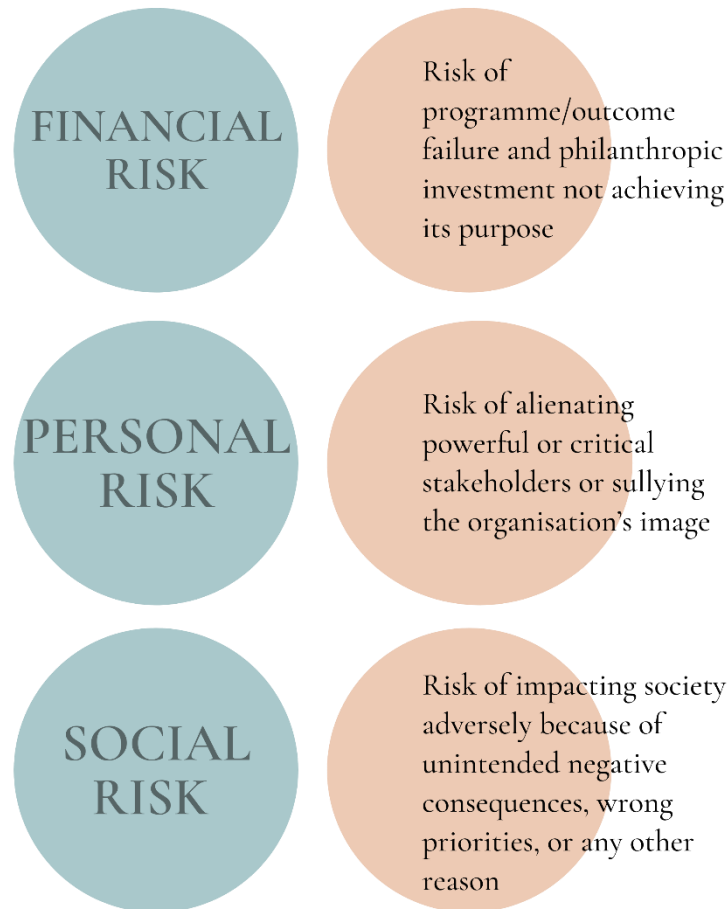 FINANCIAL
RISK
Risk of
programme/outcome
failure and philanthropic
investment not achieving
its purpose
PERSONAL
RISK
Risk of alienating
powerful or critical
stakeholders or sullying
the organisation’s image
SOCIAL
RISK
Risk of impacting society
adversely because of
unintended negative
consequences, wrong
priorities, or any other
reason